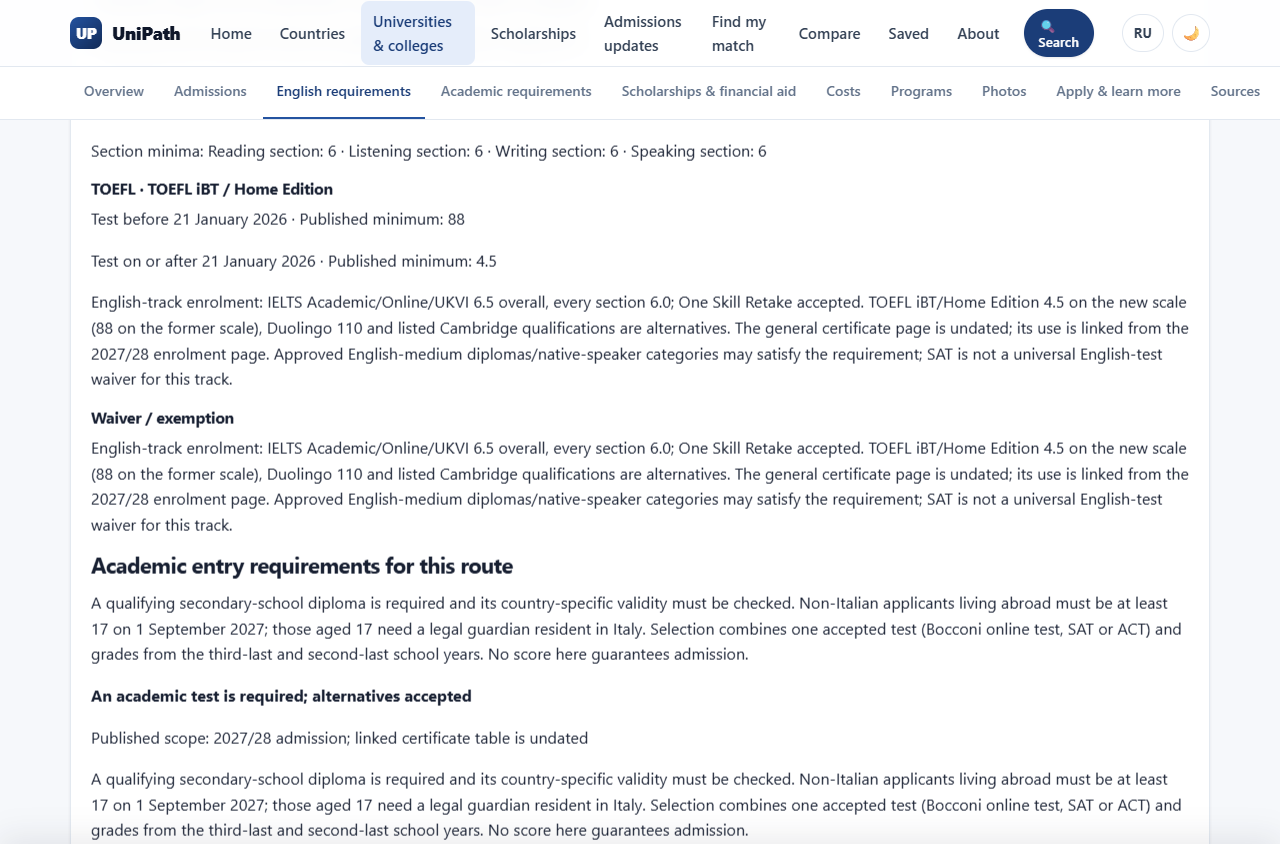 UP UniPath
Home
Countries
Universities
& colleges
Scholarships
Admissions
updates
Find my
match
Compare
Saved
About
Search
RU
Overview
Admissions
English requirements
Academic requirements
Scholarships & financial aid
Costs
Programs
Photos
Apply & learn more
Sources
Section minima: Reading section: 6 · Listening section: 6 · Writing section: 6 · Speaking section: 6
TOEFL · TOEFL iBT / Home Edition
Test before 21 January 2026 · Published minimum: 88
Test on or after 21 January 2026 · Published minimum: 4.5
English-track enrolment: IELTS Academic/Online/UKVI 6.5 overall, every section 6.0; One Skill Retake accepted. TOEFL iBT/Home Edition 4.5 on the new scale
(88 on the former scale), Duolingo 110 and listed Cambridge qualifications are alternatives. The general certificate page is undated; its use is linked from the
2027/28 enrolment page. Approved English-medium diplomas/native-speaker categories may satisfy the requirement; SAT is not a universal English-test
waiver for this track.
Waiver / exemption
English-track enrolment: IELTS Academic/Online/UKVI 6.5 overall, every section 6.0; One Skill Retake accepted. TOEFL iBT/Home Edition 4.5 on the new scale
(88 on the former scale), Duolingo 110 and listed Cambridge qualifications are alternatives. The general certificate page is undated; its use is linked from the
2027/28 enrolment page. Approved English-medium diplomas/native-speaker categories may satisfy the requirement; SAT is not a universal English-test
waiver for this track.
Academic entry requirements for this route
A qualifying secondary-school diploma is required and its country-specific validity must be checked. Non-Italian applicants living abroad must be at least
17 on 1 September 2027; those aged 17 need a legal guardian resident in Italy. Selection combines one accepted test (Bocconi online test, SAT or ACT) and
grades from the third-last and second-last school years. No score here guarantees admission.
An academic test is required; alternatives accepted
Published scope: 2027/28 admission; linked certificate table is undated
A qualifying secondary-school diploma is required and its country-specific validity must be checked. Non-Italian applicants living abroad must be at least
17 on 1 September 2027; those aged 17 need a legal guardian resident in Italy. Selection combines one accepted test (Bocconi online test, SAT or ACT) and
grades from the third-last and second-last school years. No score here guarantees admission.